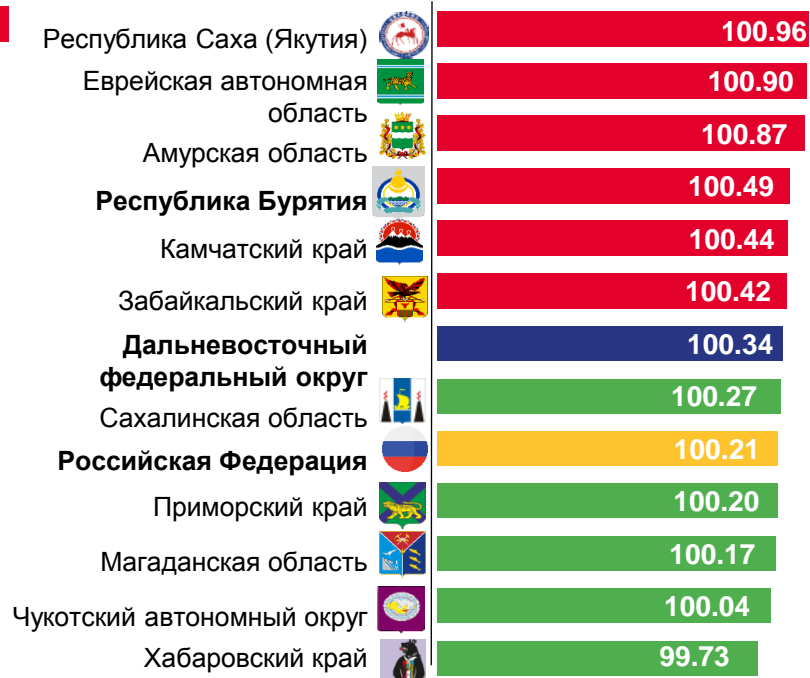 Республика Саха (Якутия) 100.96
Еврейская автономная
область 100.90
Амурская область 100.87
Республика Бурятия 100.49
Камчатский край 100.44
Забайкальский край 100.42
Дальневосточный
федеральный округ 100.34
Сахалинская область 100.27
Российская Федерация 100.21
Приморский край 100.20
Магаданская область 100.17
Чукотский автономный округ 100.04
Хабаровский край 99.73